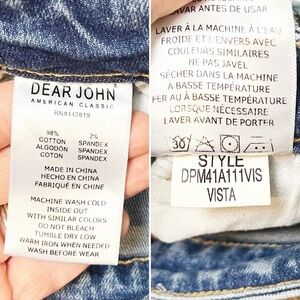 DEAR JOHN
AMERICAN CLASSIC
RN#112819
98% 2%
COTTON SPANDEX
ALGODON SPANDEX
COTON SPANDEX
MADE IN CHINA
HECHO EN CHINA
FABRIQUÉ EN CHINE
MACHINE WASH COLD
INSIDE OUT
WITH SIMILAR COLORS
DO NOT BLEACH
TUMBLE DRY LOW
WARM IRON WHEN NEEDED
WASH BEFORE WEAR
AVAR ANTES DE USAR
LAVER À LA MACHINE À L'EAU
FROIDE ET L'ENVERS AVEC
COULEURS SIMILAIRES
NE PAS JAVEL
SÉCHER DANS LA MACHINE
A BASSE TEMPÉRATURE
FER AU À BASSE TEMPÉRATURE
LORSQUE NÉCESSAIRE
LAVER AVANT DE PORTER
30
STYLE
DPM41A111VIS
VISTA